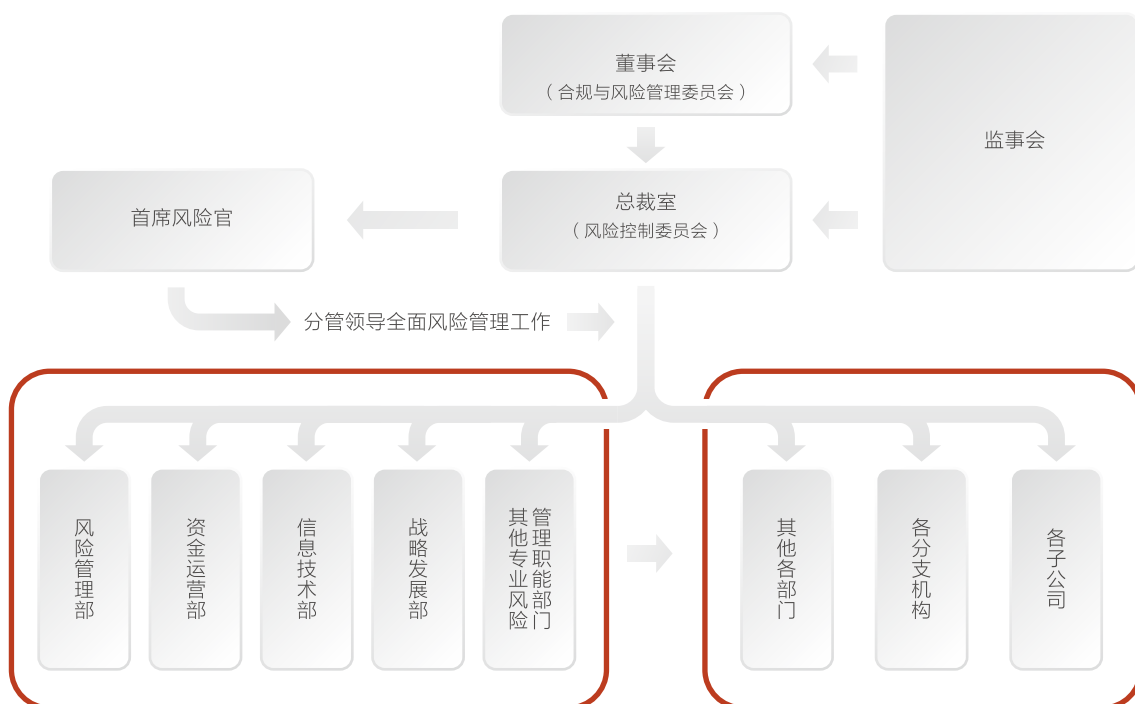 董事会
（合规与风险管理委员会）
监事会
首席风险官
总裁室
（风险控制委员会）
分管领导全面风险管理工作
风险管理部
资金运营部
信息技术部
战略发展部
其他专业风险
管理职能部门
其他各部门
各分支机构
各子公司